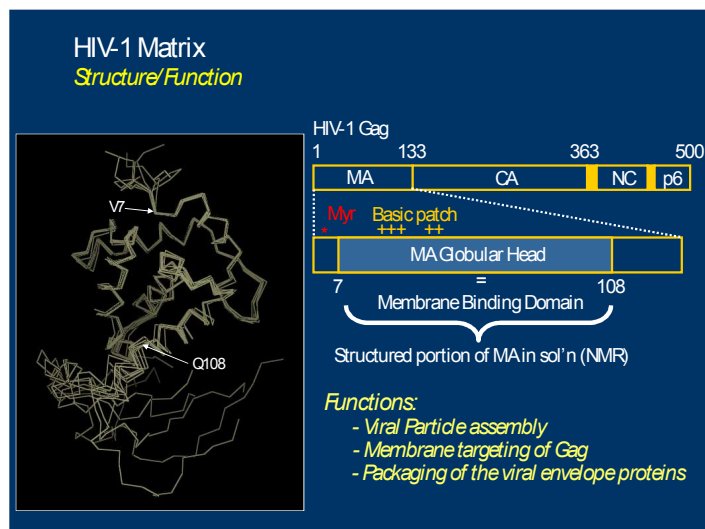 HIV-1 Matrix
Structure/Function
HIV-1 Gag
1 133 363 500
MA CA NC p6
V7
Myr Basic patch
* +++ ++
MA Globular Head
7 = 108
Membrane Binding Domain
Q108
Structured portion of MA in sol'n (NMR)
Functions:
- Viral Particle assembly
- Membrane targeting of Gag
- Packaging of the viral envelope proteins